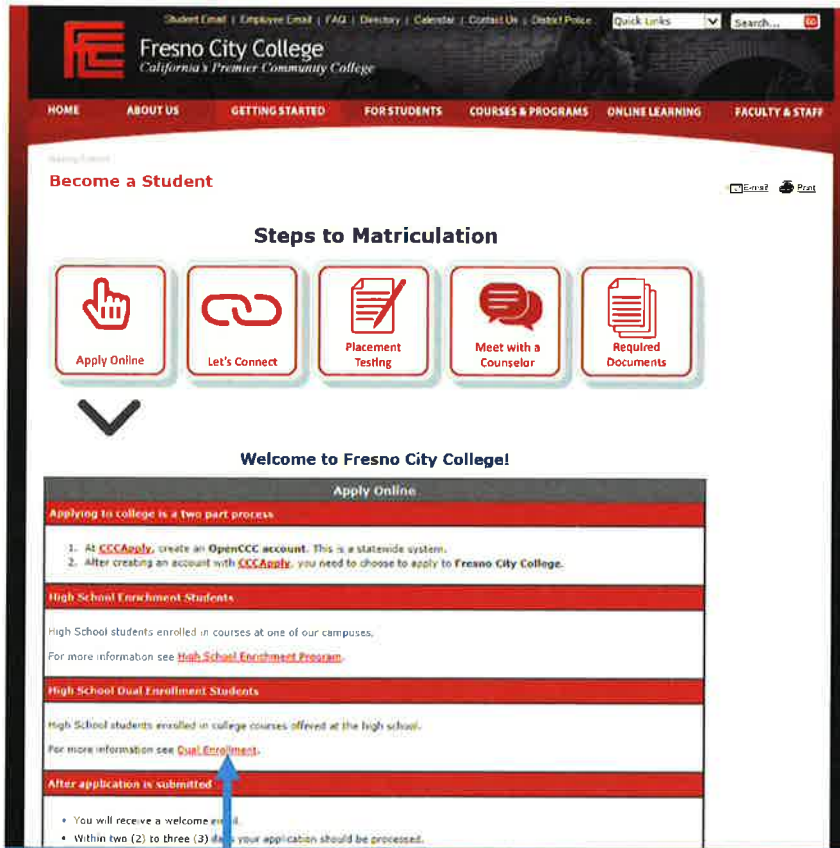 Student Email | Employee Email | FAQ | Directory | Calendar | Contact Us | District Police
Quick Links
Search...
GO
FCC
Fresno City College
California's Premier Community College
HOME ABOUT US GETTING STARTED FOR STUDENTS COURSES & PROGRAMS ONLINE LEARNING FACULTY & STAFF
Getting Started
Become a Student
E-mail Print
Steps to Matriculation
Apply Online
Let's Connect
Placement
Testing
Meet with a
Counselor
Required
Documents
Welcome to Fresno City College!
Apply Online
Applying to college is a two part process
1. At CCCApply, create an OpenCCC account. This is a statewide system.
2. After creating an account with CCCApply, you need to choose to apply to Fresno City College.
High School Enrichment Students
High School students enrolled in courses at one of our campuses.
For more information see High School Enrichment Program.
High School Dual Enrollment Students
High School students enrolled in college courses offered at the high school.
For more information see Dual Enrollment.
After application is submitted
• You will receive a welcome email.
• Within two (2) to three (3) days your application should be processed.